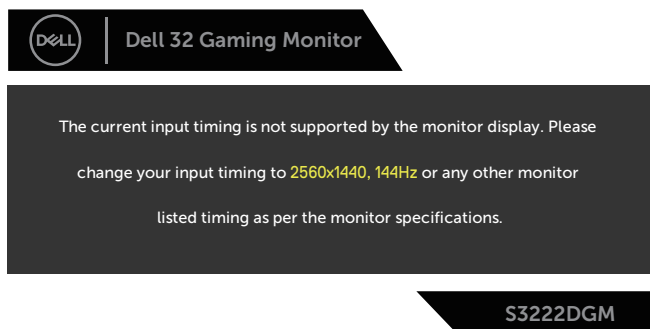 DELL
Dell 32 Gaming Monitor
The current input timing is not supported by the monitor display. Please
change your input timing to 2560x1440, 144Hz or any other monitor
listed timing as per the monitor specifications.
S3222DGM